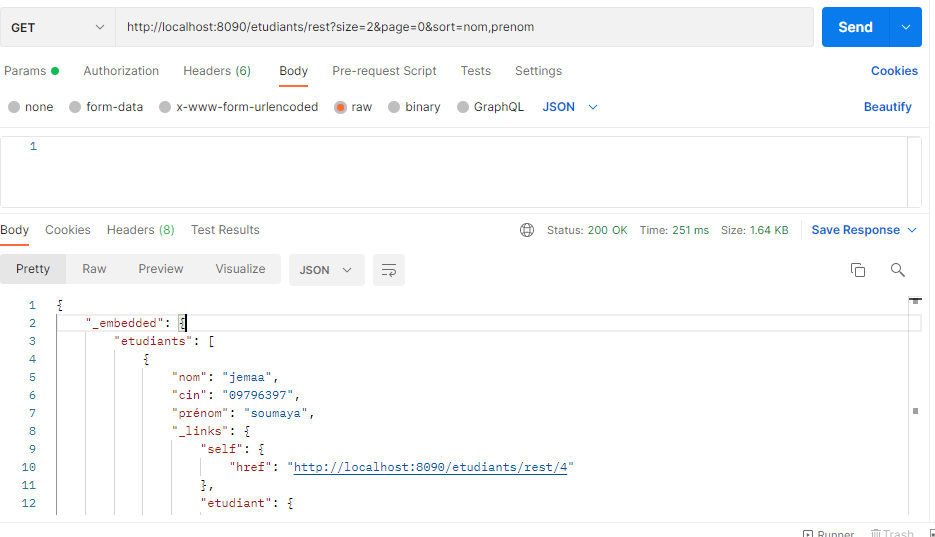 GET http://localhost:8090/etudiants/rest?size=2&page=0&sort=nom,prenom Send
Params Authorization Headers (6) Body Pre-request Script Tests Settings Cookies
none form-data x-www-form-urlencoded raw binary GraphQL JSON Beautify
1
Body Cookies Headers (8) Test Results Status: 200 OK Time: 251 ms Size: 1.64 KB Save Response
Pretty Raw Preview Visualize JSON
1 {
2 "_embedded": {
3 "etudiants": [
4 {
5 "nom": "jemaa",
6 "cin": "09796397",
7 "prénom": "soumaya",
8 "_links": {
9 "self": {
10 "href": "http://localhost:8090/etudiants/rest/4"
11 },
12 "etudiant": {
Runner Trash